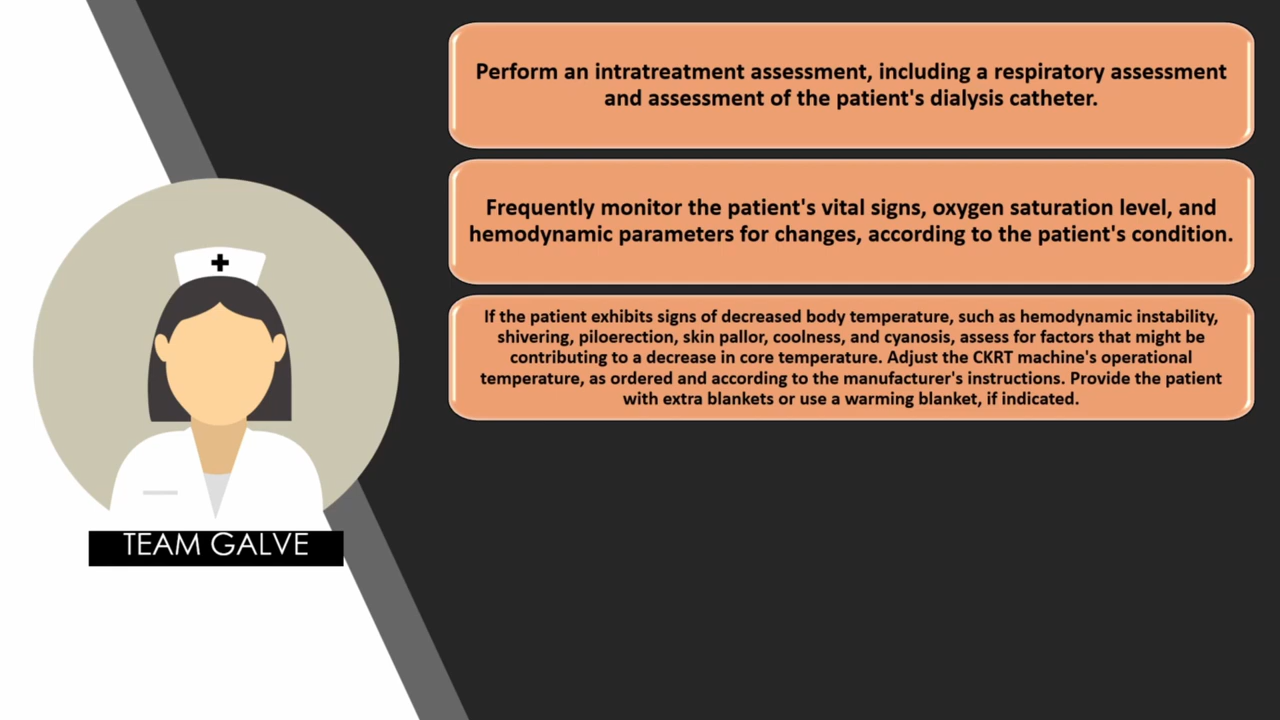 Perform an intratreatment assessment, including a respiratory assessment
and assessment of the patient's dialysis catheter.
Frequently monitor the patient's vital signs, oxygen saturation level, and
hemodynamic parameters for changes, according to the patient's condition.
If the patient exhibits signs of decreased body temperature, such as hemodynamic instability,
shivering, piloerection, skin pallor, coolness, and cyanosis, assess for factors that might be
contributing to a decrease in core temperature. Adjust the CKRT machine's operational
temperature, as ordered and according to the manufacturer's instructions. Provide the patient
with extra blankets or use a warming blanket, if indicated.
TEAM GALVE